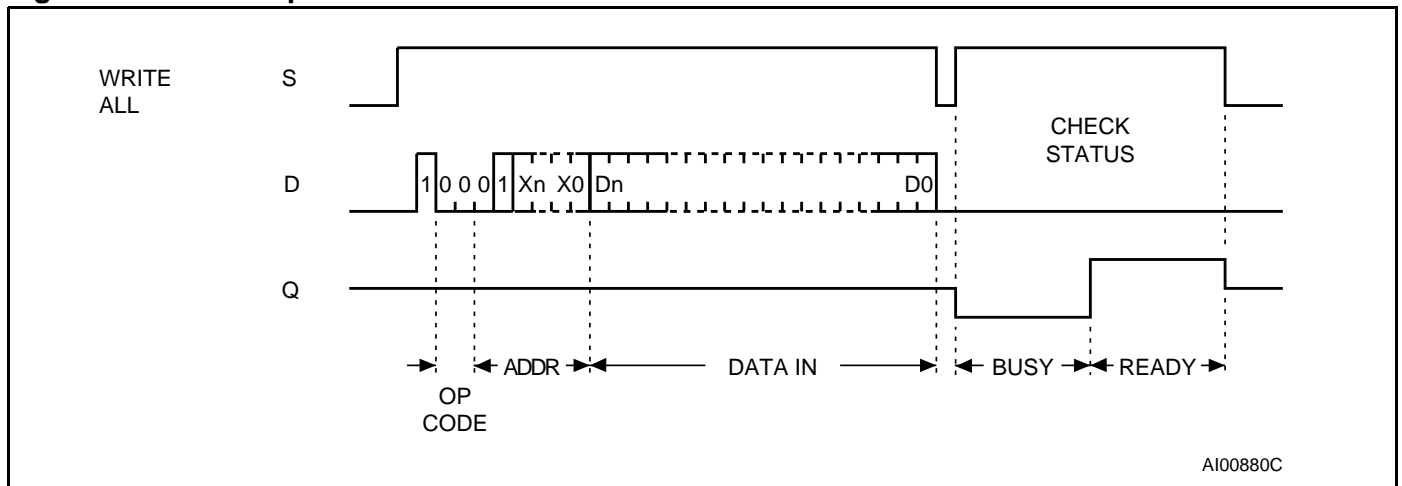 WRITE
ALL
S
CHECK
STATUS
D
1 0 0 0 1 Xn X0 Dn D0
Q
ADDR DATA IN BUSY READY
OP
CODE
AI00880C